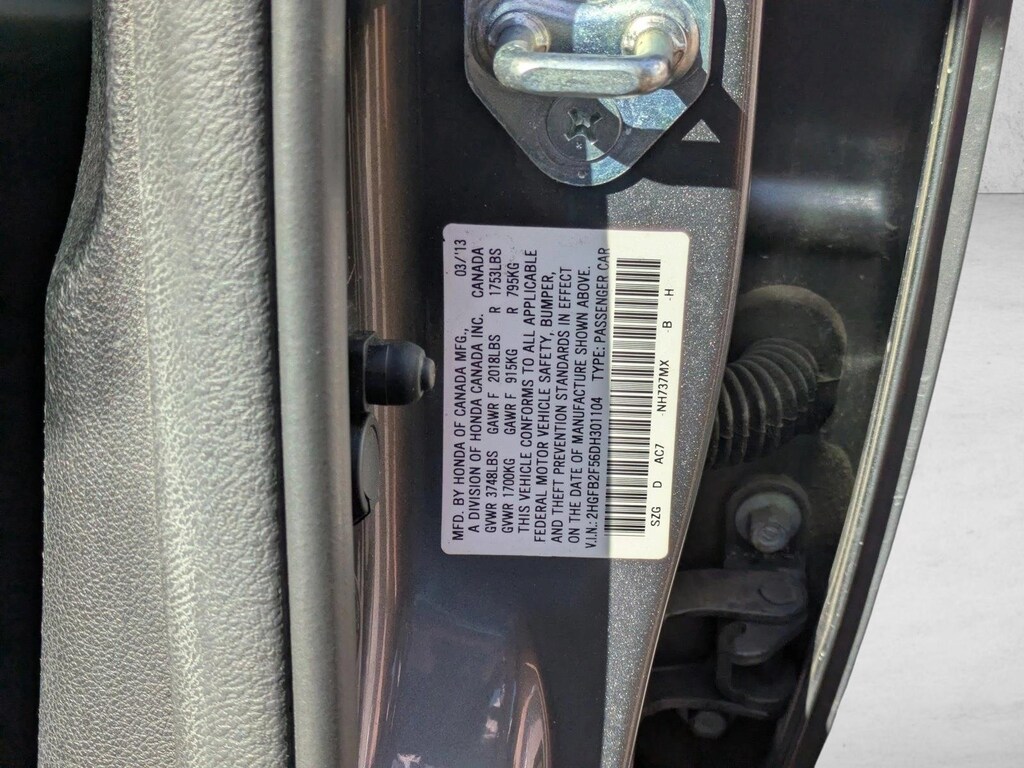 MFD. BY HONDA OF CANADA MFG., 03/'13
A DIVISION OF HONDA CANADA INC. CANADA
GVWR 3748LBS GAWR F 2018LBS R 1753LBS
GVWR 1700KG GAWR F 915KG R 795KG
THIS VEHICLE CONFORMS TO ALL APPLICABLE
FEDERAL MOTOR VEHICLE SAFETY, BUMPER,
AND THEFT PREVENTION STANDARDS IN EFFECT
ON THE DATE OF MANUFACTURE SHOWN ABOVE.
V.I.N.: 2HGFB2F56DH301104 TYPE: PASSENGER CAR
SZG D AC7 -NH737MX -B -H